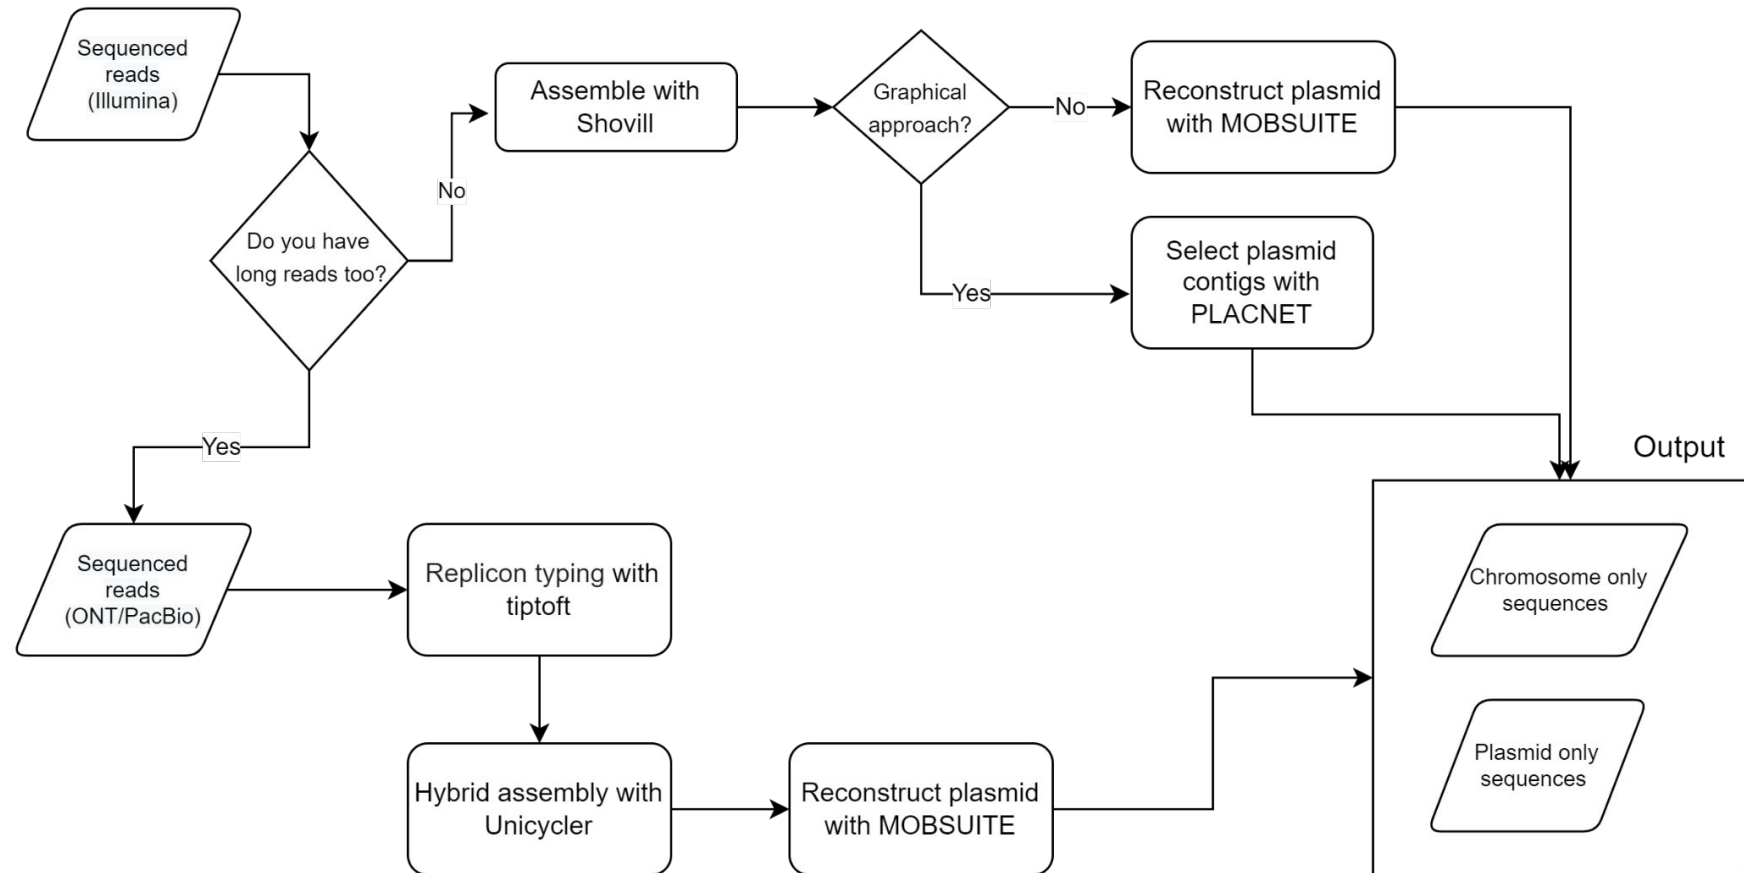 Sequenced
reads
(Illumina)
Do you have
long reads too?
No
Assemble with
Shovill
Graphical
approach?
No
Reconstruct plasmid
with MOBSUITE
Yes
Select plasmid
contigs with
PLACNET
Yes
Sequenced
reads
(ONT/PacBio)
Replicon typing with
tiptoft
Hybrid assembly with
Unicycler
Reconstruct plasmid
with MOBSUITE
Output
Chromosome only
sequences
Plasmid only
sequences